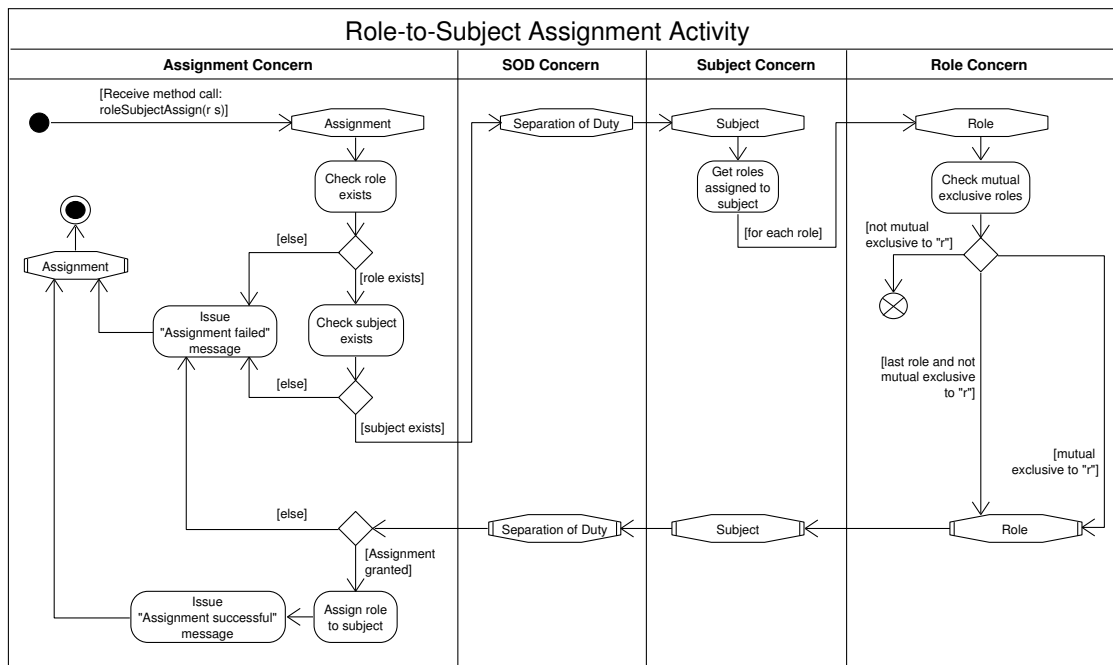 Role-to-Subject Assignment Activity
Assignment Concern
SOD Concern
Subject Concern
Role Concern
[Receive method call:
roleSubjectAssign(r s)]
Assignment
Separation of Duty
Subject
Role
Check role
exists
Get roles
assigned to
subject
Check mutual
exclusive roles
[else]
[for each role]
[not mutual
exclusive to "r"]
Assignment
[role exists]
Issue
"Assignment failed"
message
Check subject
exists
[last role and not
mutual exclusive
to "r"]
[else]
[subject exists]
[mutual
exclusive to "r"]
[else]
Separation of Duty
Subject
Role
[Assignment
granted]
Issue
"Assignment successful"
message
Assign role
to subject